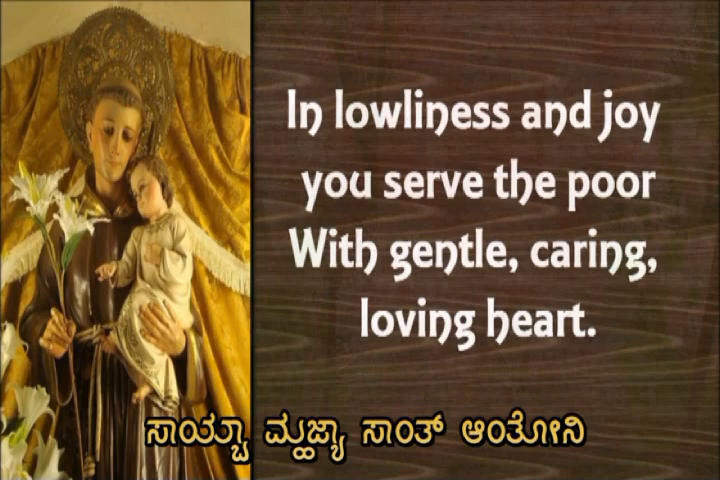 In lowliness and joy
you serve the poor
With gentle, caring,
loving heart.
ಸಾಯ್ಬಾ ಮ್ಹಜ್ಯಾ ಸಾಂತ್ ಆಂತೋನಿ